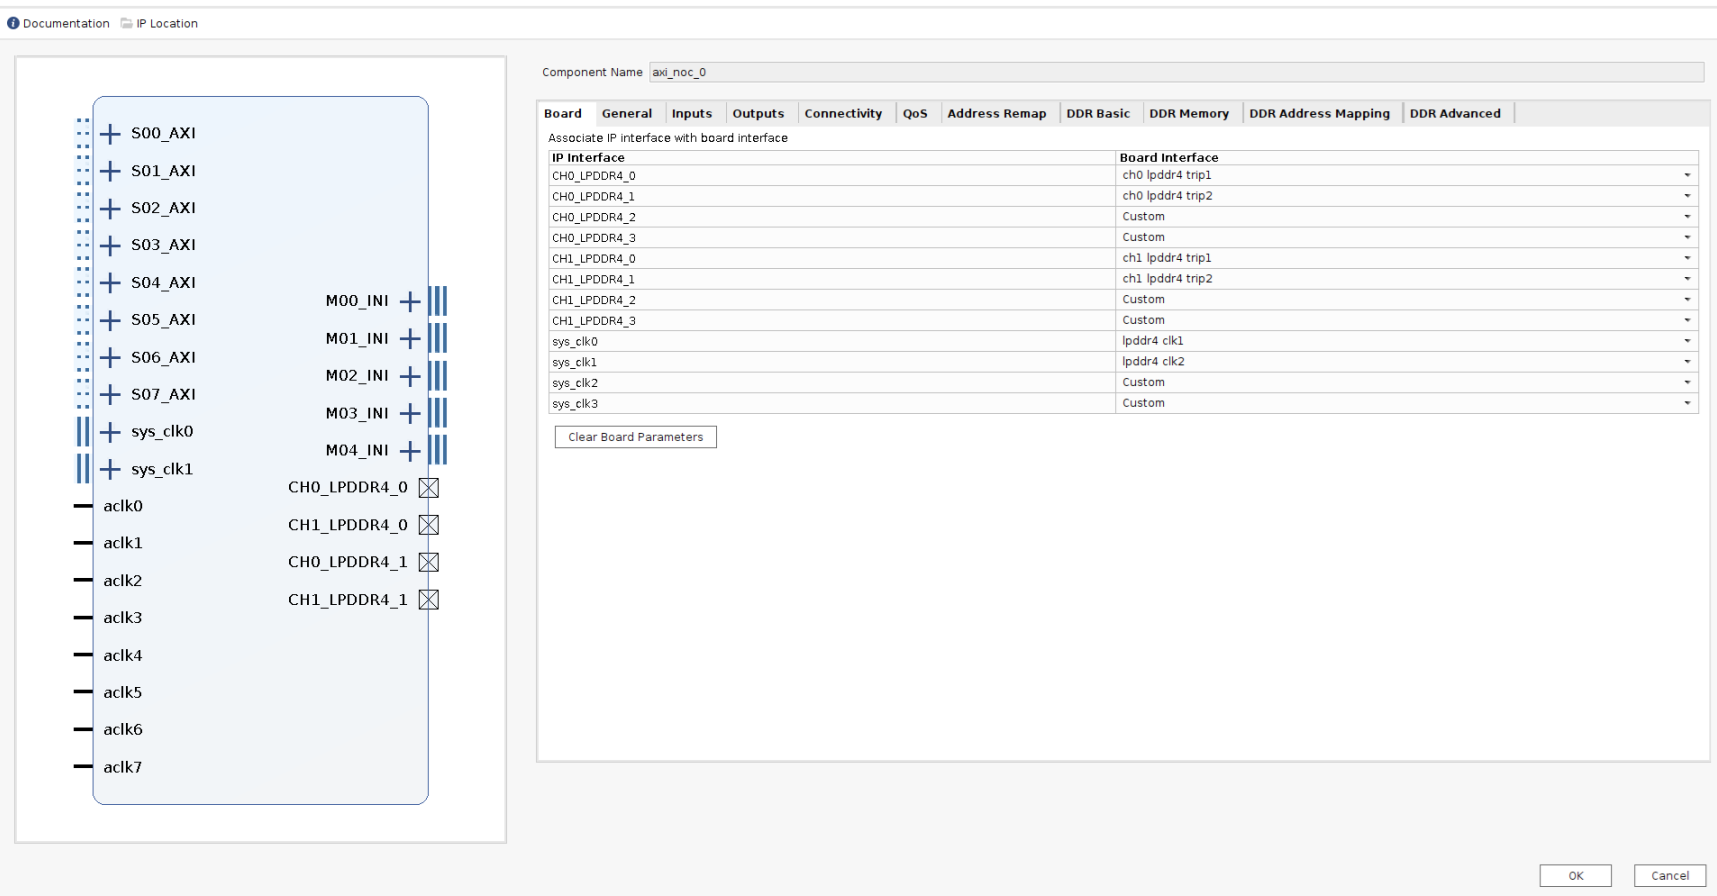 Documentation IP Location
Component Name axi_noc_0
Board General Inputs Outputs Connectivity QoS Address Remap DDR Basic DDR Memory DDR Address Mapping DDR Advanced
Associate IP interface with board interface
IP Interface Board Interface
CH0_LPDDR4_0 ch0 lpddr4 trip1
CH0_LPDDR4_1 ch0 lpddr4 trip2
CH0_LPDDR4_2 Custom
CH0_LPDDR4_3 Custom
CH1_LPDDR4_0 ch1 lpddr4 trip1
CH1_LPDDR4_1 ch1 lpddr4 trip2
CH1_LPDDR4_2 Custom
CH1_LPDDR4_3 Custom
sys_clk0 lpddr4 clk1
sys_clk1 lpddr4 clk2
sys_clk2 Custom
sys_clk3 Custom
Clear Board Parameters
S00_AXI
S01_AXI
S02_AXI
S03_AXI
S04_AXI
S05_AXI
S06_AXI
S07_AXI
sys_clk0
sys_clk1
aclk0
aclk1
aclk2
aclk3
aclk4
aclk5
aclk6
aclk7
M00_INI
M01_INI
M02_INI
M03_INI
M04_INI
CH0_LPDDR4_0
CH1_LPDDR4_0
CH0_LPDDR4_1
CH1_LPDDR4_1
OK Cancel